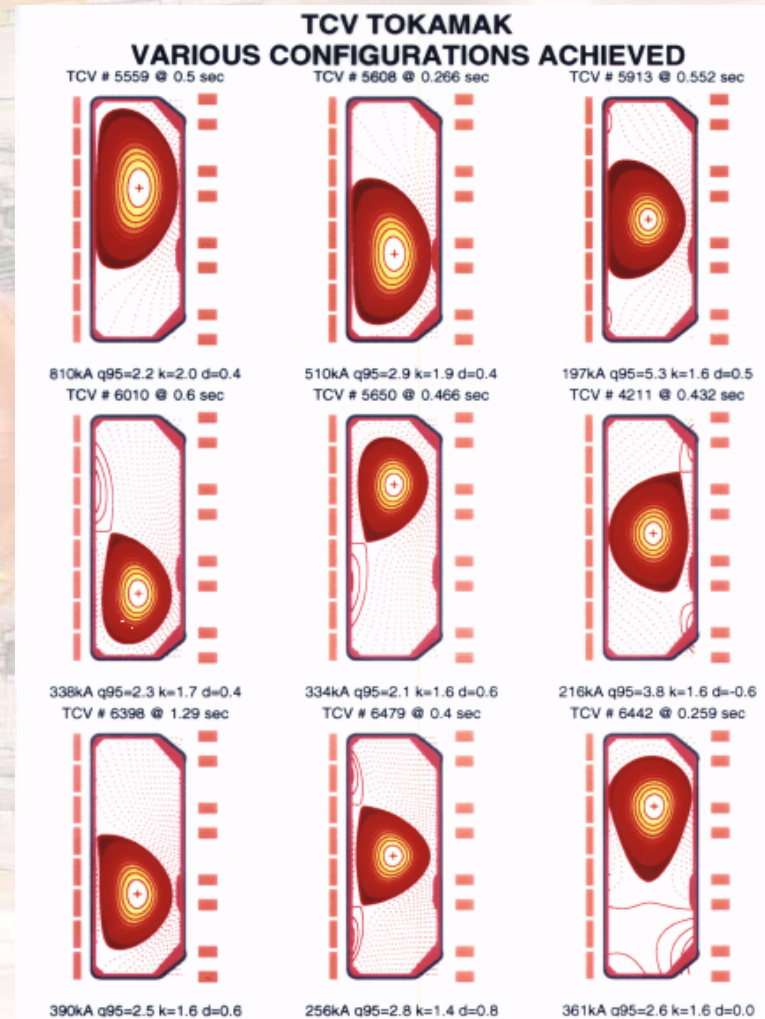 TCV TOKAMAK
VARIOUS CONFIGURATIONS ACHIEVED
TCV # 5559 @ 0.5 sec
TCV # 5608 @ 0.266 sec
TCV # 5913 @ 0.552 sec
810kA q95=2.2 k=2.0 d=0.4
510kA q95=2.9 k=1.9 d=0.4
197kA q95=5.3 k=1.6 d=0.5
TCV # 6010 @ 0.6 sec
TCV # 5650 @ 0.466 sec
TCV # 4211 @ 0.432 sec
338kA q95=2.3 k=1.7 d=0.4
334kA q95=2.1 k=1.6 d=0.6
216kA q95=3.8 k=1.6 d=-0.6
TCV # 6398 @ 1.29 sec
TCV # 6479 @ 0.4 sec
TCV # 6442 @ 0.259 sec
390kA q95=2.5 k=1.6 d=0.6
256kA q95=2.8 k=1.4 d=0.8
361kA q95=2.6 k=1.6 d=0.0